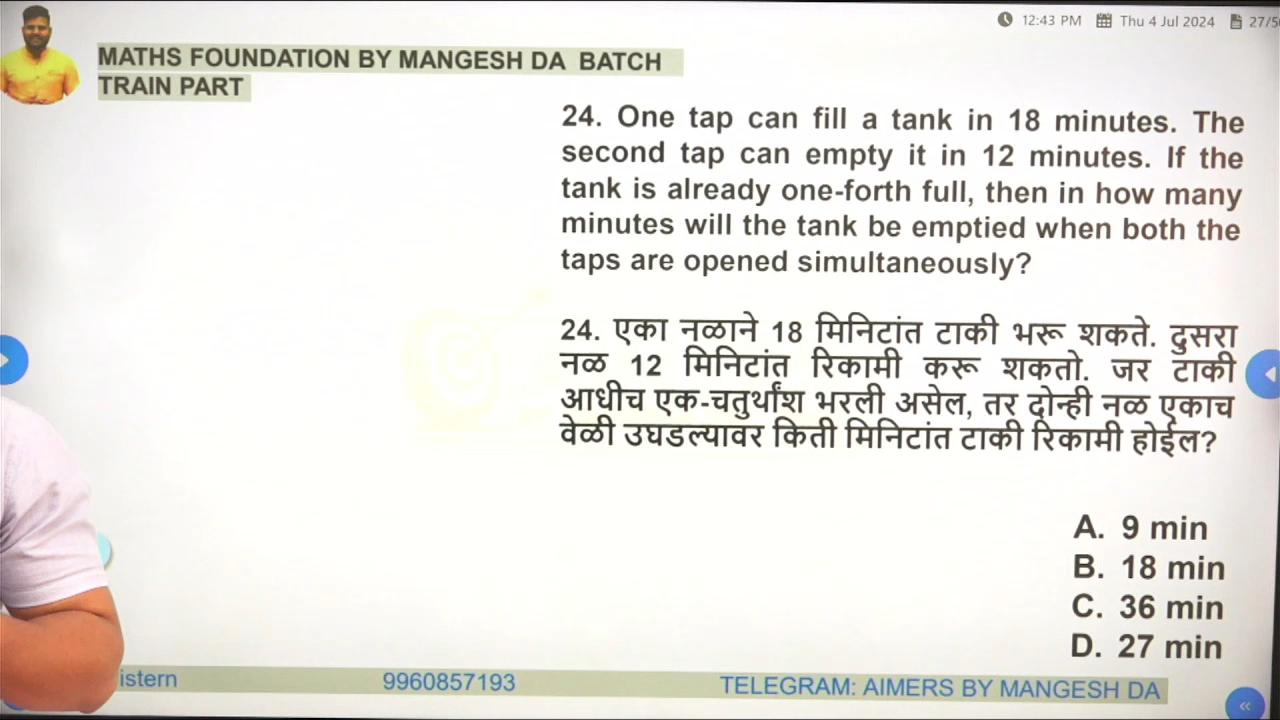 12:43 PM Thu 4 Jul 2024 27/5
MATHS FOUNDATION BY MANGESH DA BATCH
TRAIN PART
24. One tap can fill a tank in 18 minutes. The
second tap can empty it in 12 minutes. If the
tank is already one-forth full, then in how many
minutes will the tank be emptied when both the
taps are opened simultaneously?
24. एका नळाने 18 मिनिटांत टाकी भरू शकते. दुसरा
नळ 12 मिनिटांत रिकामी करू शकतो. जर टाकी
आधीच एक-चतुर्थांश भरली असेल, तर दोन्ही नळ एकाच
वेळी उघडल्यावर किती मिनिटांत टाकी रिकामी होईल?
A. 9 min
B. 18 min
C. 36 min
D. 27 min
istern 9960857193 TELEGRAM: AIMERS BY MANGESH DA